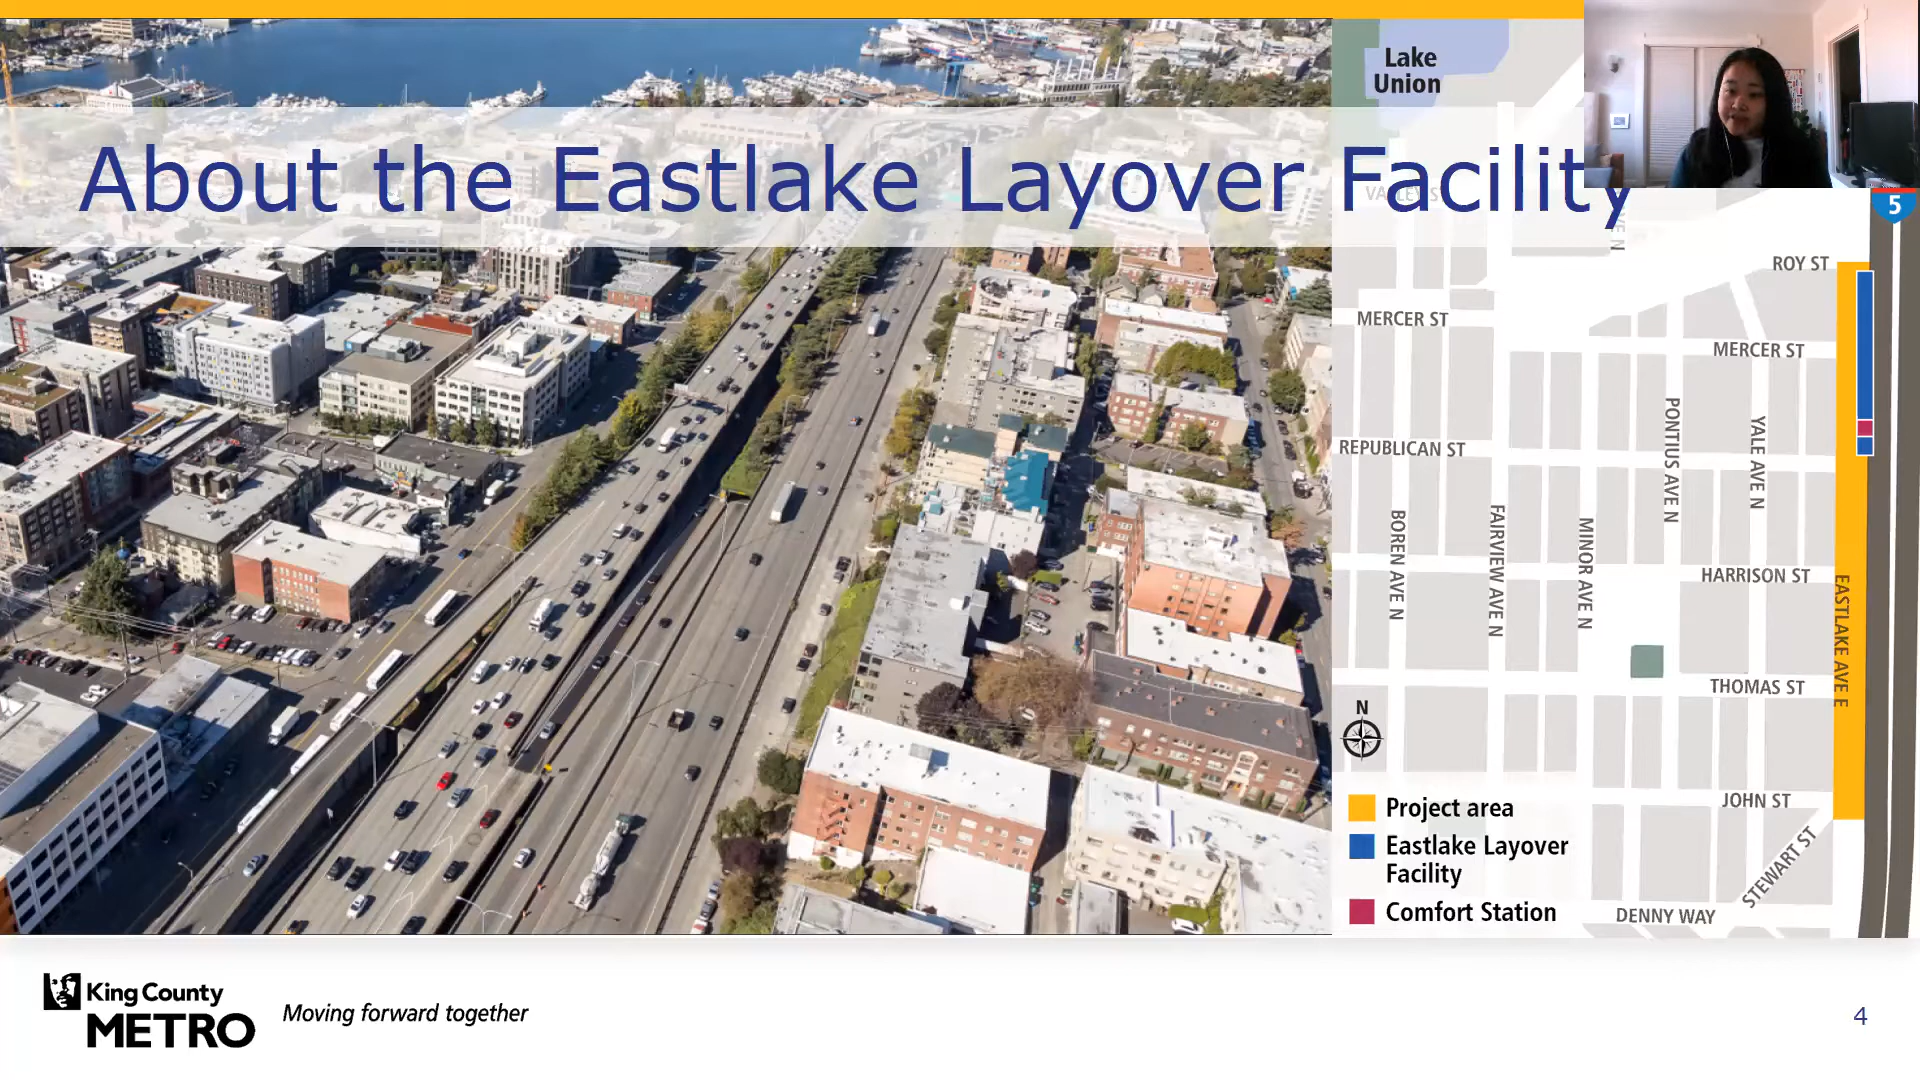 About the Eastlake Layover Facility
Lake
Union
5
ROY ST
MERCER ST
MERCER ST
REPUBLICAN ST
PONTIUS AVE N
YALE AVE N
BOREN AVE N
FAIRVIEW AVE N
MINOR AVE N
HARRISON ST
EASTLAKE AVE E
THOMAS ST
N
JOHN ST
STEWART ST
DENNY WAY
Project area
Eastlake Layover
Facility
Comfort Station
King County
METRO
Moving forward together
4